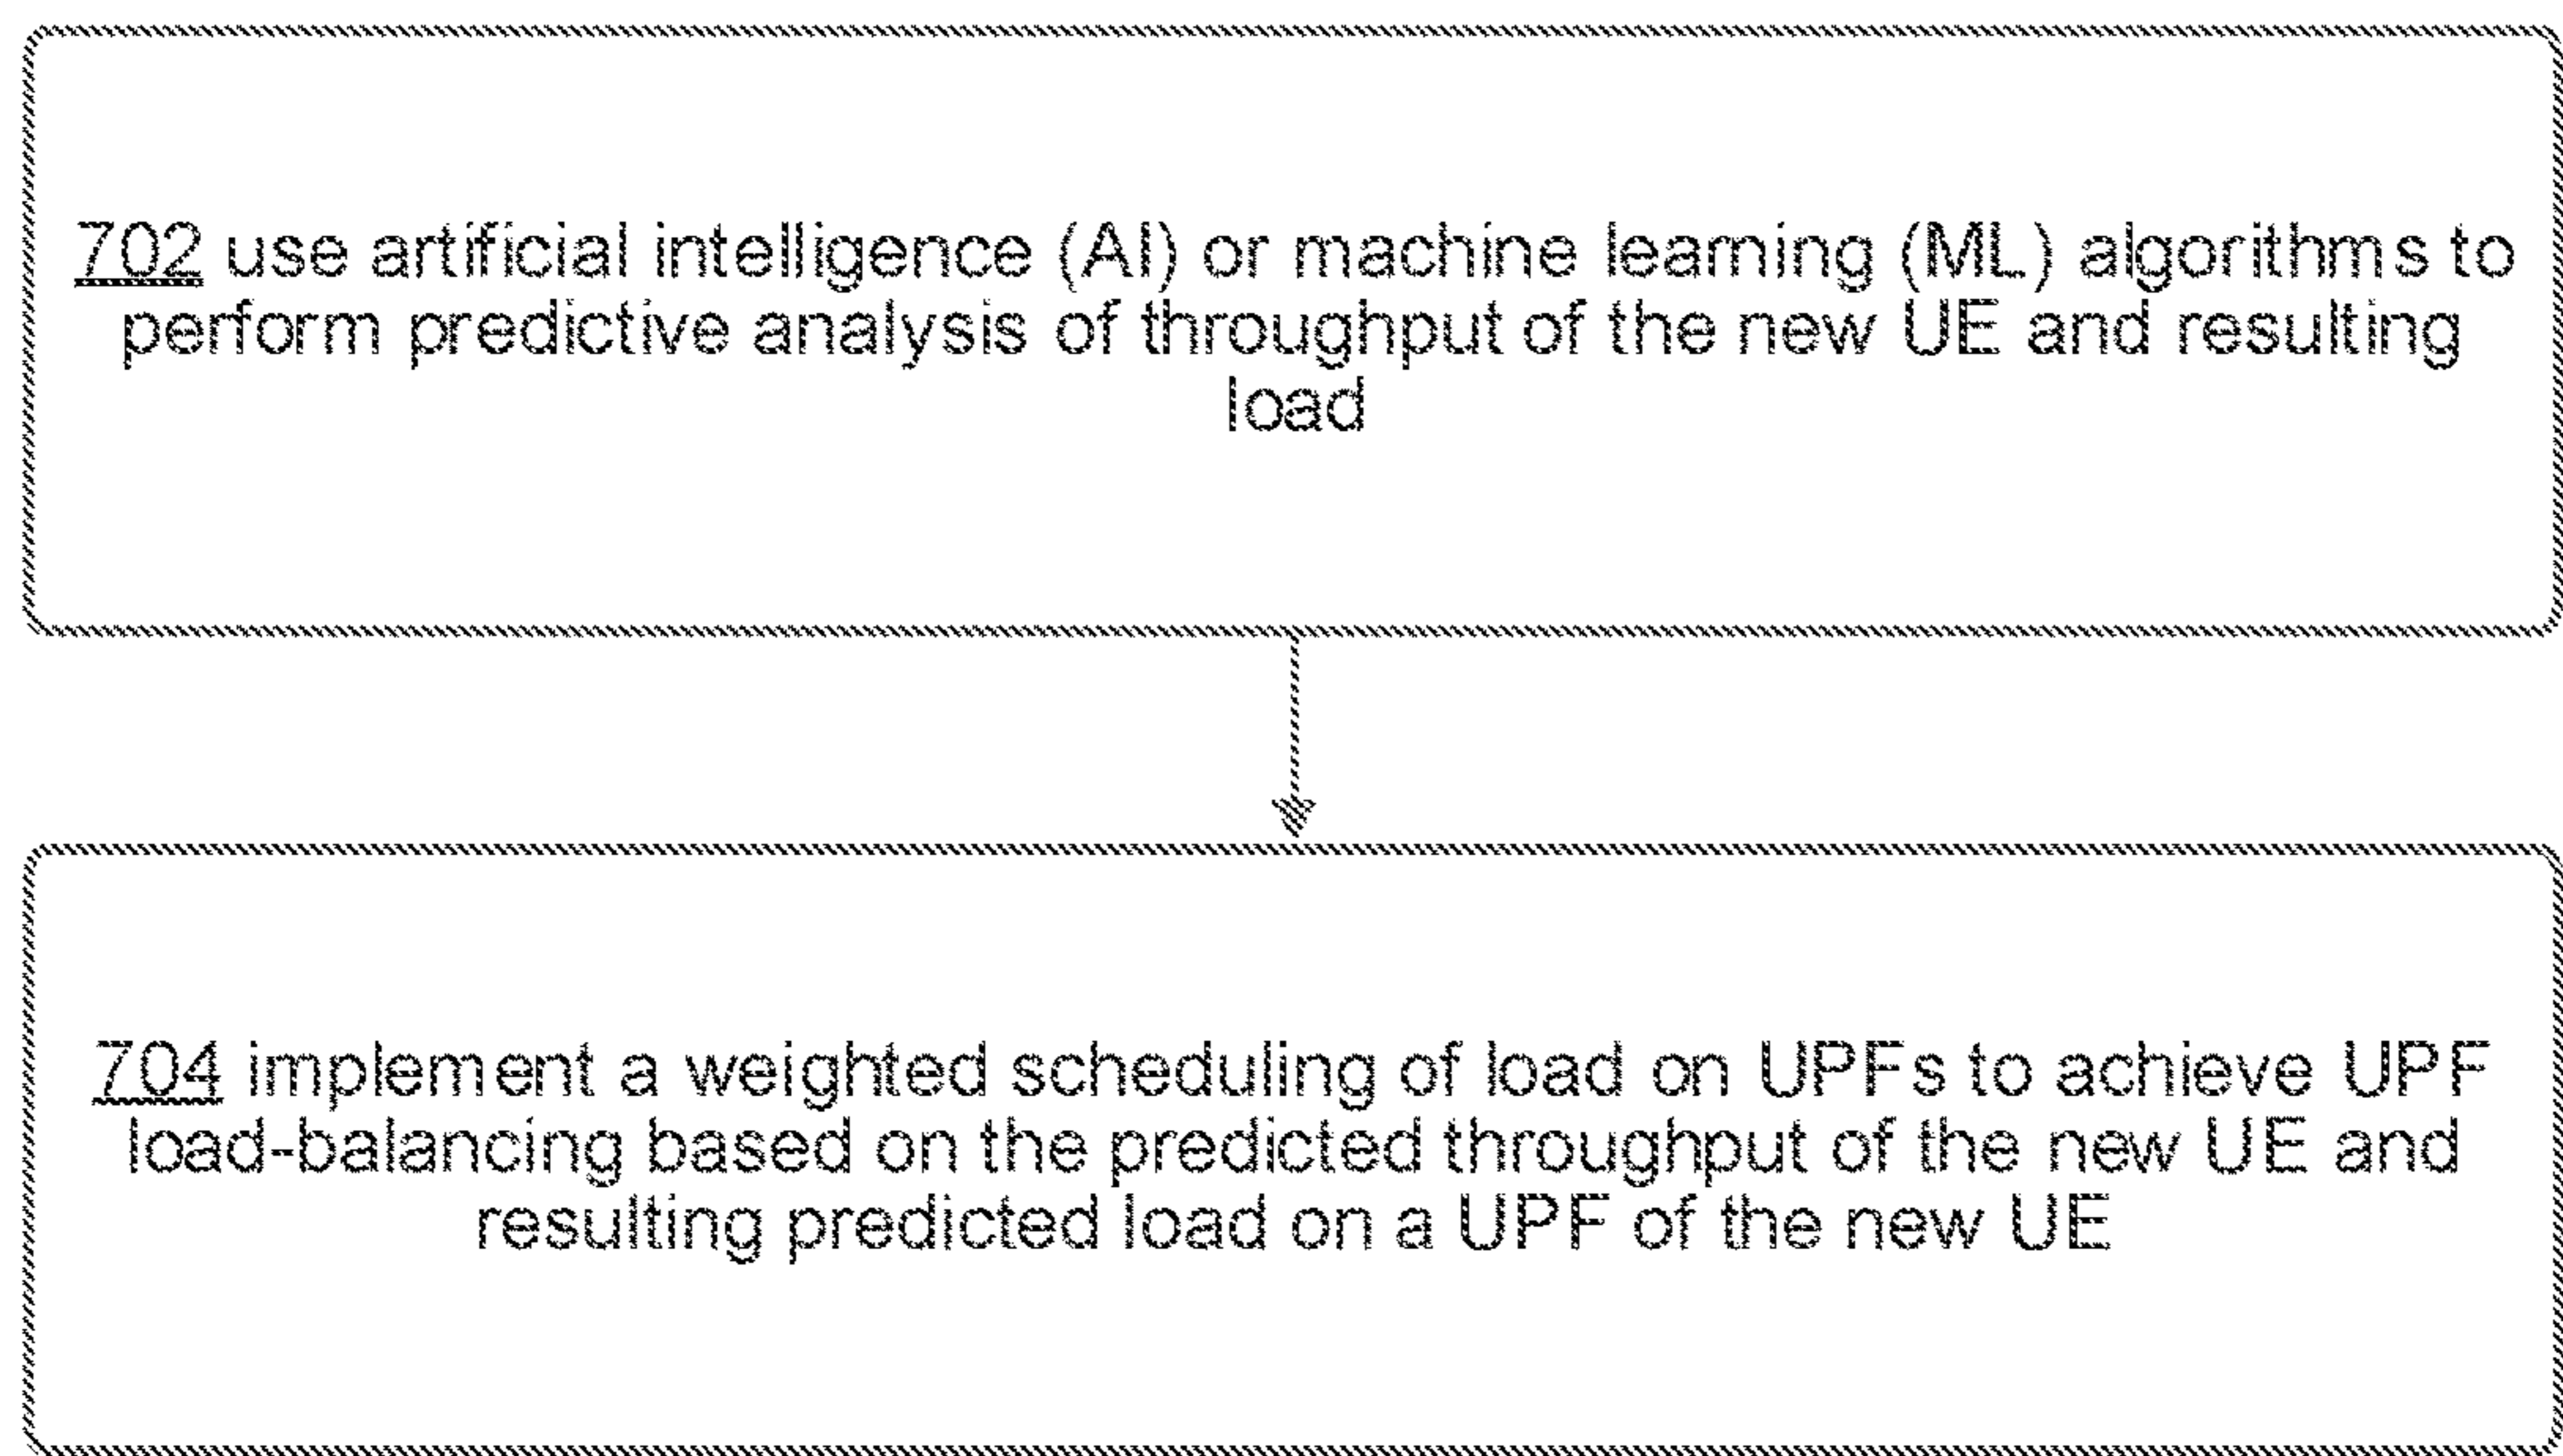 702 use artificial intelligence (AI) or machine learning (ML) algorithms to
perform predictive analysis of throughput of the new UE and resulting
load
704 implement a weighted scheduling of load on UPFs to achieve UPF
load-balancing based on the predicted throughput of the new UE and
resulting predicted load on a UPF of the new UE